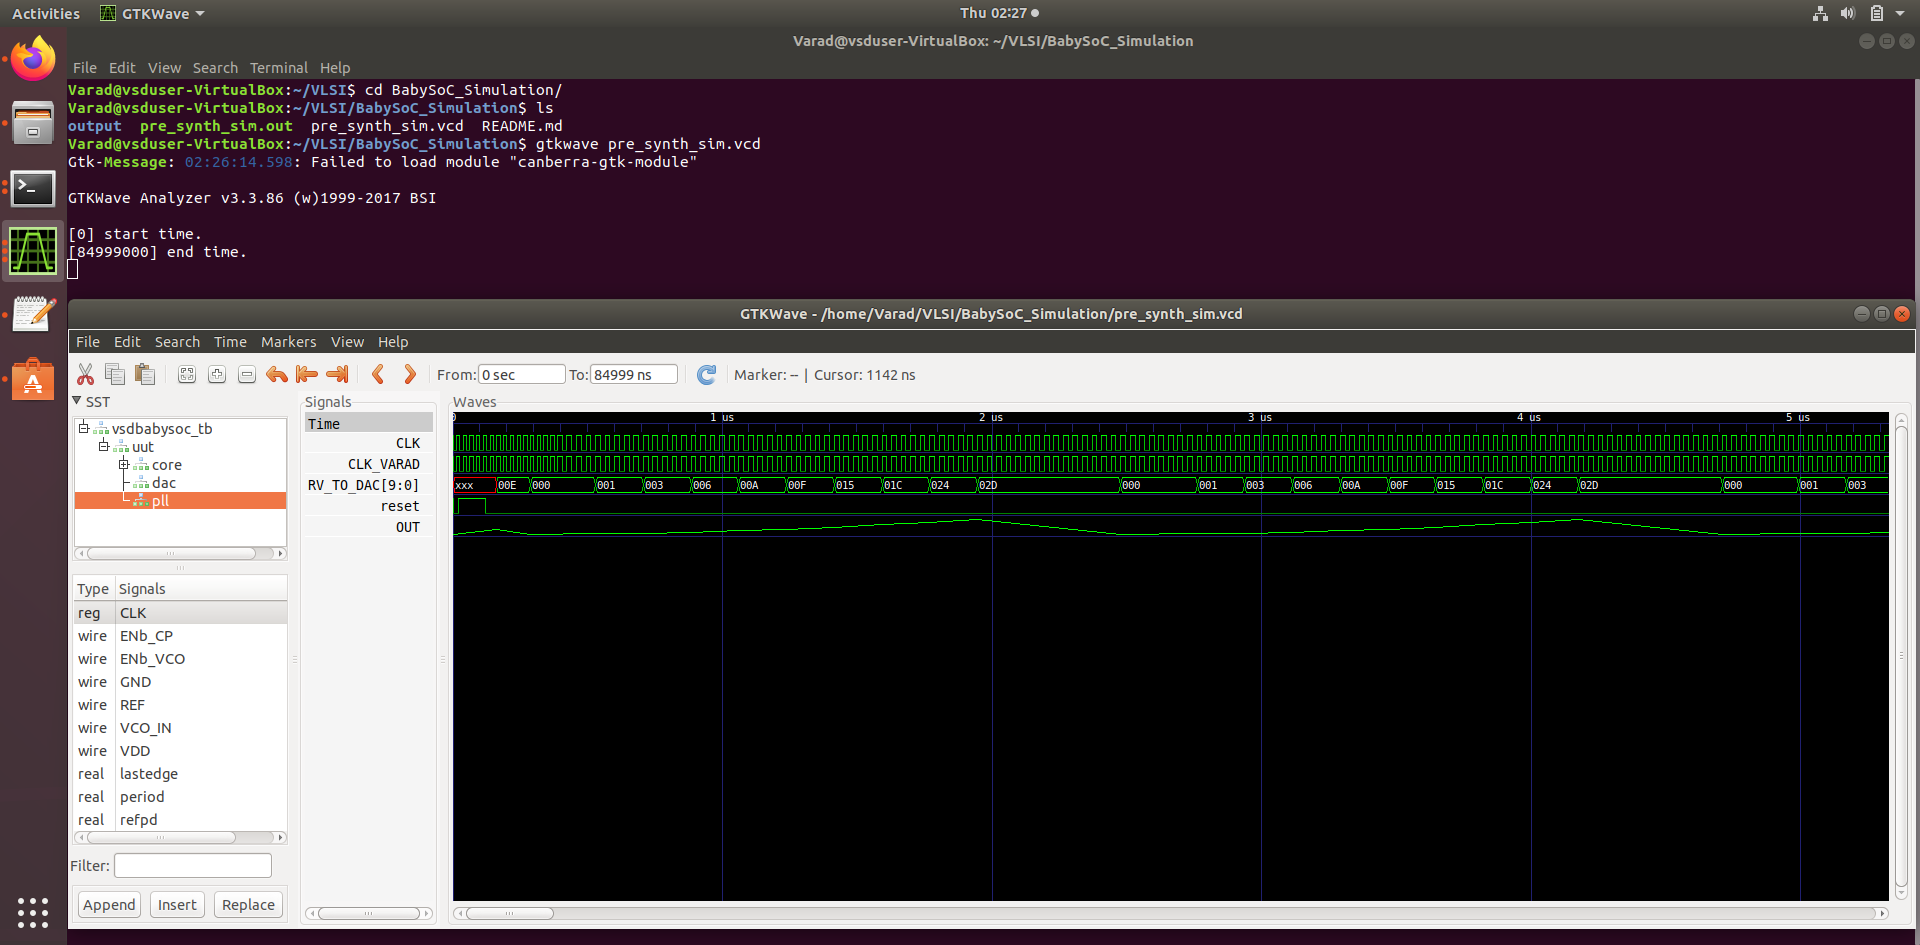 Activities GTKWave Thu 02:27
Varad@vsduser-VirtualBox: ~/VLSI/BabySoC_Simulation
File Edit View Search Terminal Help
Varad@vsduser-VirtualBox:~/VLSI$ cd BabySoC_Simulation/
Varad@vsduser-VirtualBox:~/VLSI/BabySoC_Simulation$ ls
output pre_synth_sim.out pre_synth_sim.vcd README.md
Varad@vsduser-VirtualBox:~/VLSI/BabySoC_Simulation$ gtkwave pre_synth_sim.vcd
Gtk-Message: 02:26:14.598: Failed to load module "canberra-gtk-module"
GTKWave Analyzer v3.3.86 (w)1999-2017 BSI
[0] start time.
[84999000] end time.
GTKWave - /home/Varad/VLSI/BabySoC_Simulation/pre_synth_sim.vcd
File Edit Search Time Markers View Help
From: 0 sec To: 84999 ns Marker: -- | Cursor: 1142 ns
SST
vsdbabysoc_tb
uut
core
dac
pll
Type Signals
reg CLK
wire ENb_CP
wire ENb_VCO
wire GND
wire REF
wire VCO_IN
wire VDD
real lastedge
real period
real refpd
Filter:
Append Insert Replace
Signals
Time
CLK
CLK_VARAD
RV_TO_DAC[9:0]
reset
OUT
Waves
0 1 us 2 us 3 us 4 us 5 us
xxx 00E 000 001 003 006 00A 00F 015 01C 024 02D 000 001 003 006 00A 00F 015 01C 024 02D 000 001 003